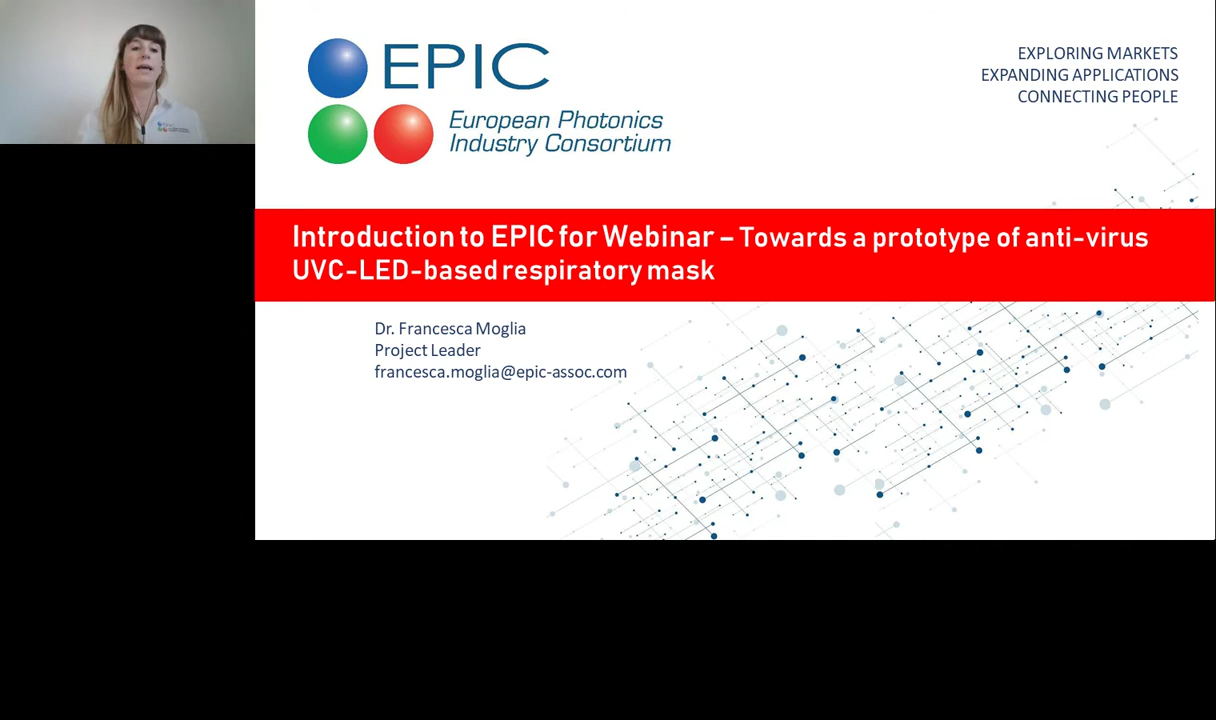 EPIC
European Photonics
Industry Consortium
EXPLORING MARKETS
EXPANDING APPLICATIONS
CONNECTING PEOPLE
Introduction to EPIC for Webinar – Towards a prototype of anti-virus
UVC-LED-based respiratory mask
Dr. Francesca Moglia
Project Leader
francesca.moglia@epic-assoc.com